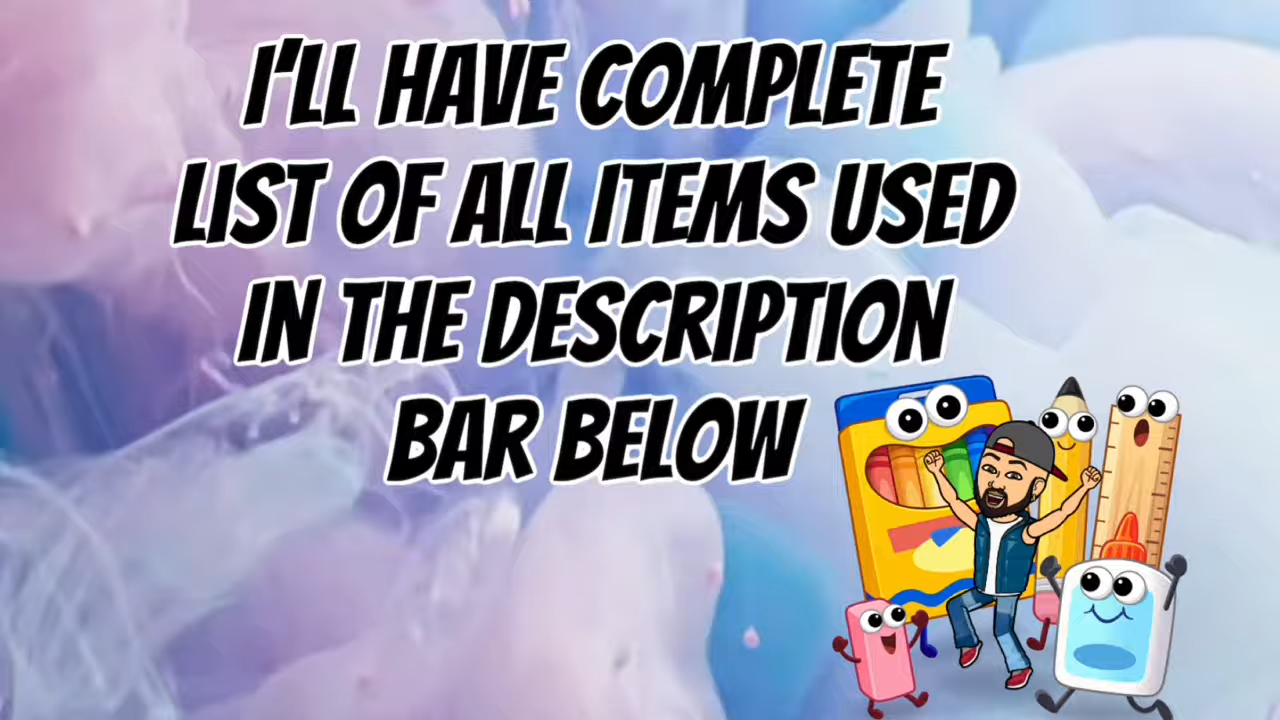 I'LL HAVE COMPLETE
LIST OF ALL ITEMS USED
IN THE DESCRIPTION
BAR BELOW